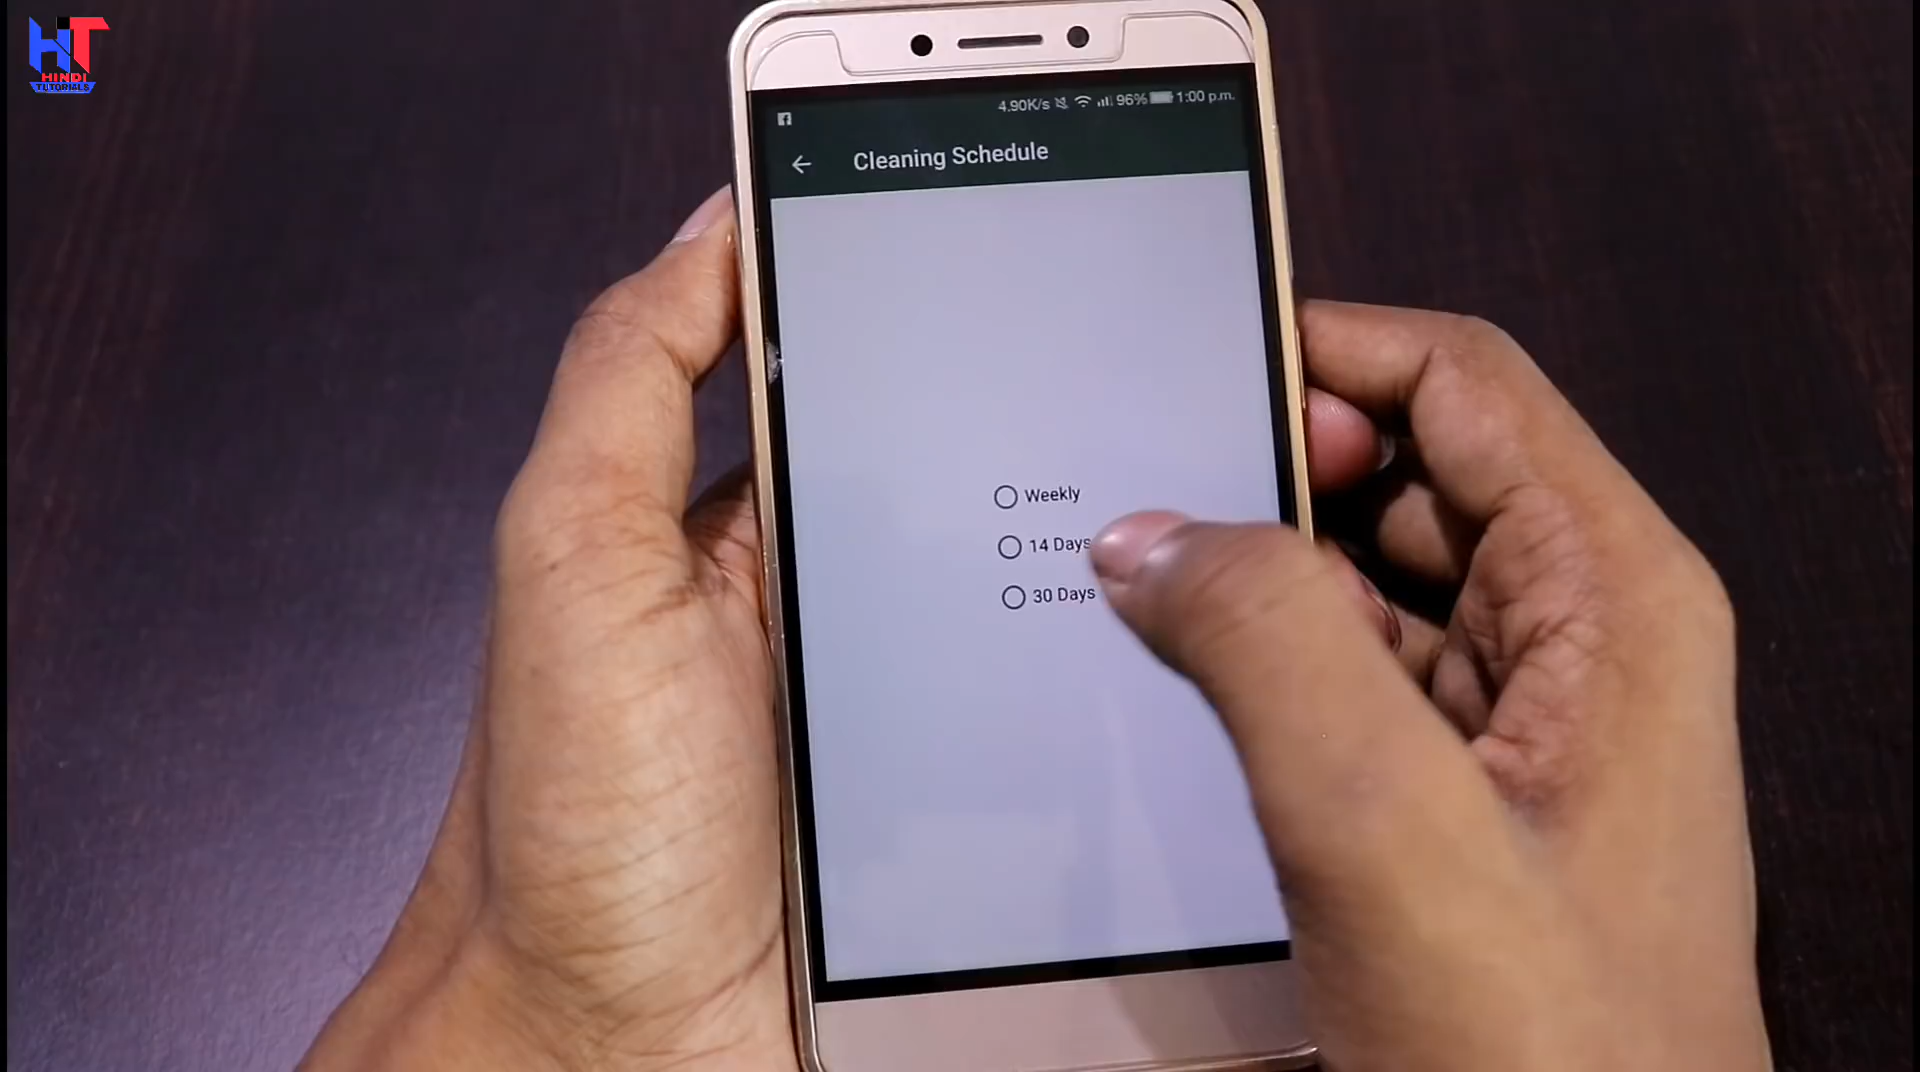 HT
HINDI
TUTORIALS
4.90K/s 96% 1:00 p.m.
Cleaning Schedule
Weekly
14 Days
30 Days